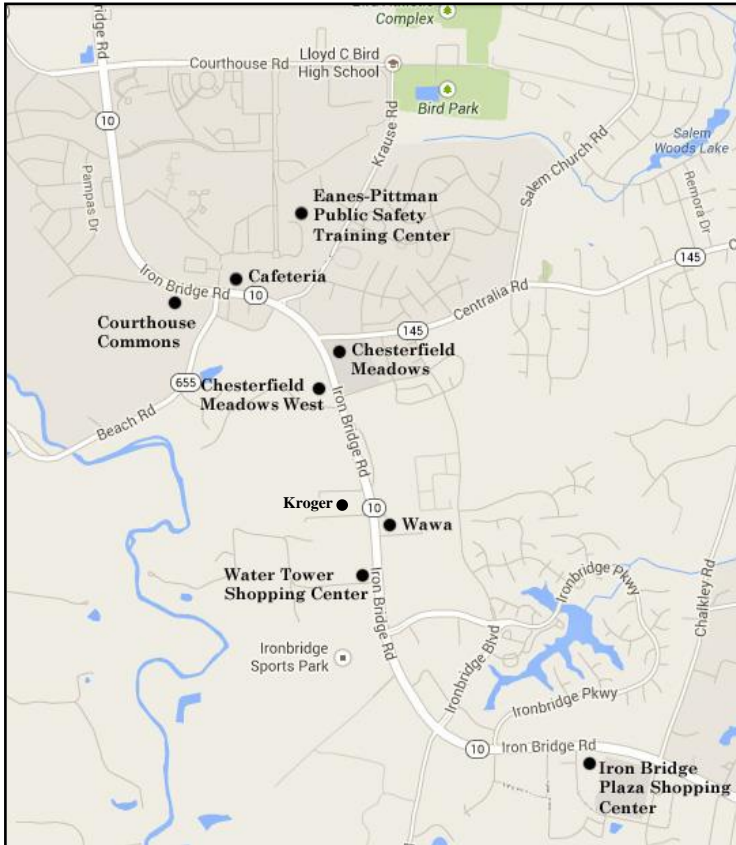 Complex
Bridge Rd
Courthouse Rd
Lloyd C Bird
High School
Bird Park
10
Krause Rd
Salem Church Rd
Salem
Woods Lake
Pampas Dr
Remora Dr
Eanes-Pittman
Public Safety
Training Center
145
Iron Bridge Rd
Cafeteria
10
Centralia Rd
Courthouse
Commons
145
Chesterfield
Meadows
655
Chesterfield
Meadows West
Beach Rd
Iron Bridge Rd
Kroger
10
Wawa
Water Tower
Shopping Center
Iron Bridge Rd
Ironbridge Pkwy
Chalkley Rd
Ironbridge
Sports Park
Ironbridge Blvd
Ironbridge Pkwy
10
Iron Bridge Rd
Iron Bridge
Plaza Shopping
Center